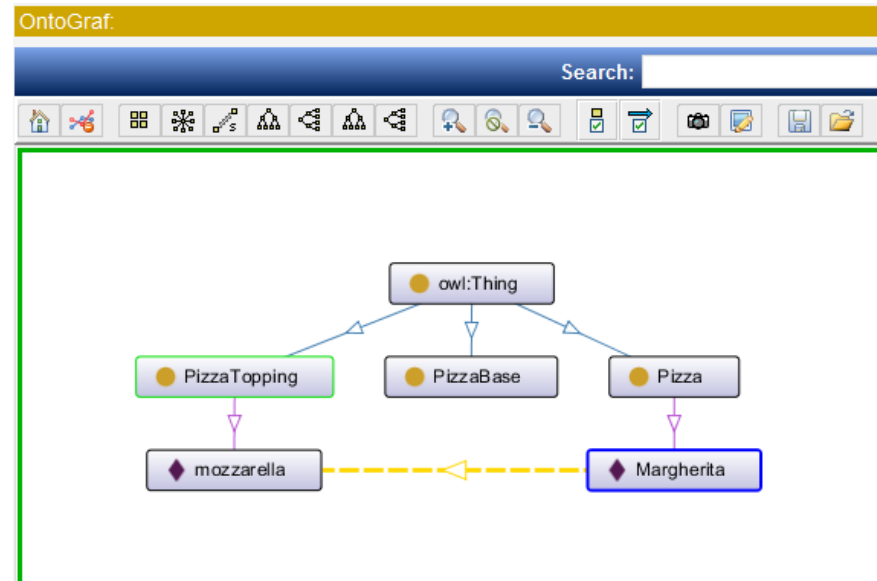 OntoGraf:
Search:
owl:Thing
PizzaTopping
PizzaBase
Pizza
mozzarella
Margherita